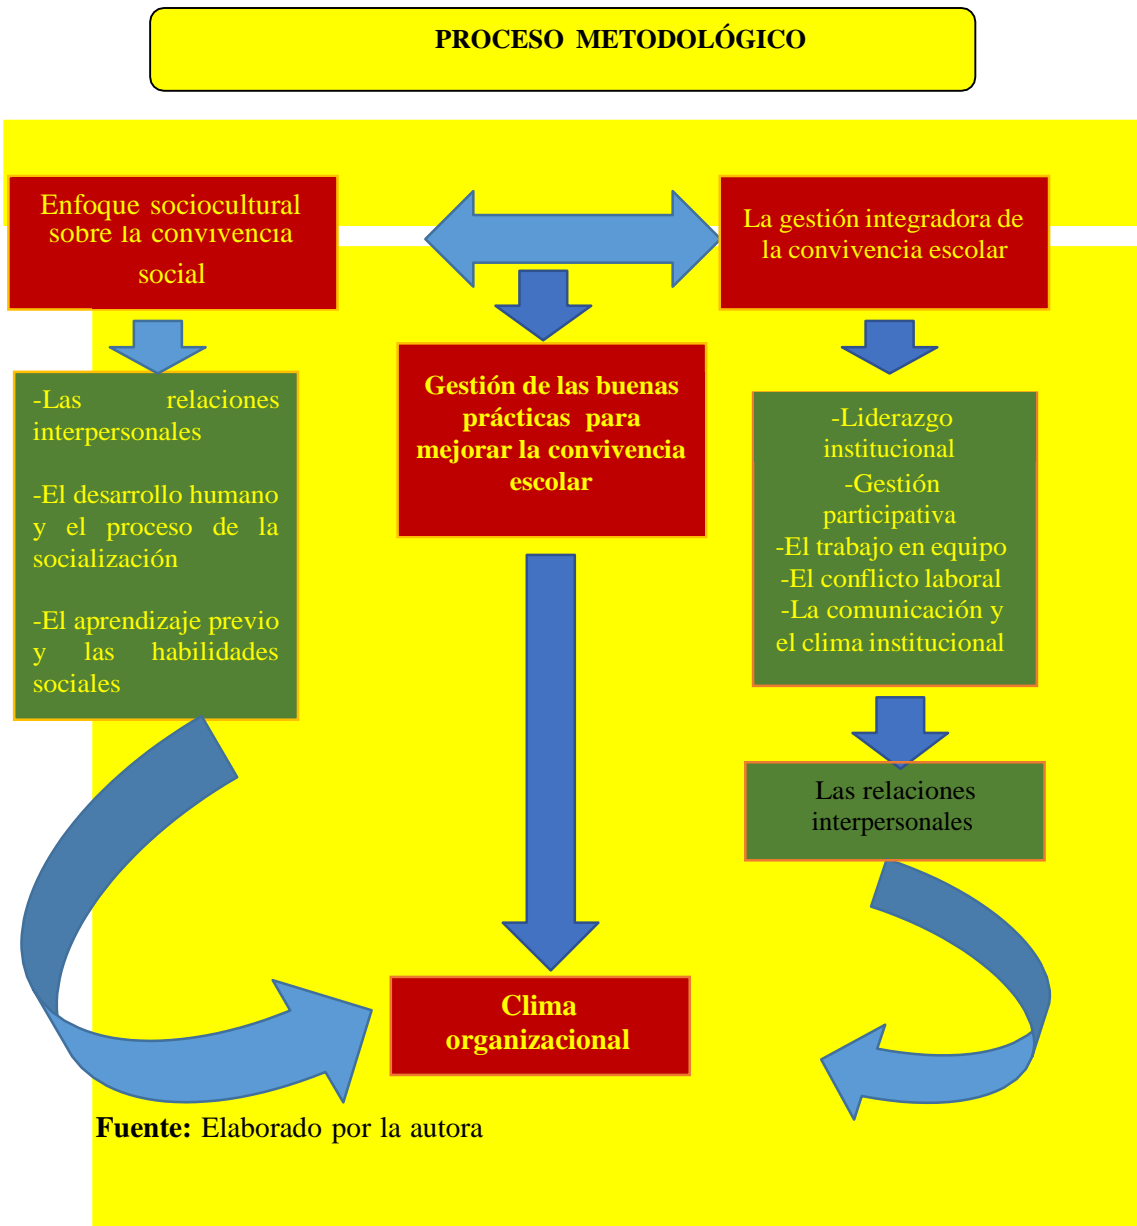 PROCESO METODOLÓGICO
Enfoque sociocultural
sobre la convivencia
social
La gestión integradora de
la convivencia escolar
Gestión de las buenas
prácticas para
mejorar la convivencia
escolar
-Las relaciones
interpersonales
-El desarrollo humano
y el proceso de la
socialización
-El aprendizaje previo
y las habilidades
sociales
-Liderazgo
institucional
-Gestión
participativa
-El trabajo en equipo
-El conflicto laboral
-La comunicación y
el clima institucional
Las relaciones
interpersonales
Clima
organizacional
Fuente: Elaborado por la autora